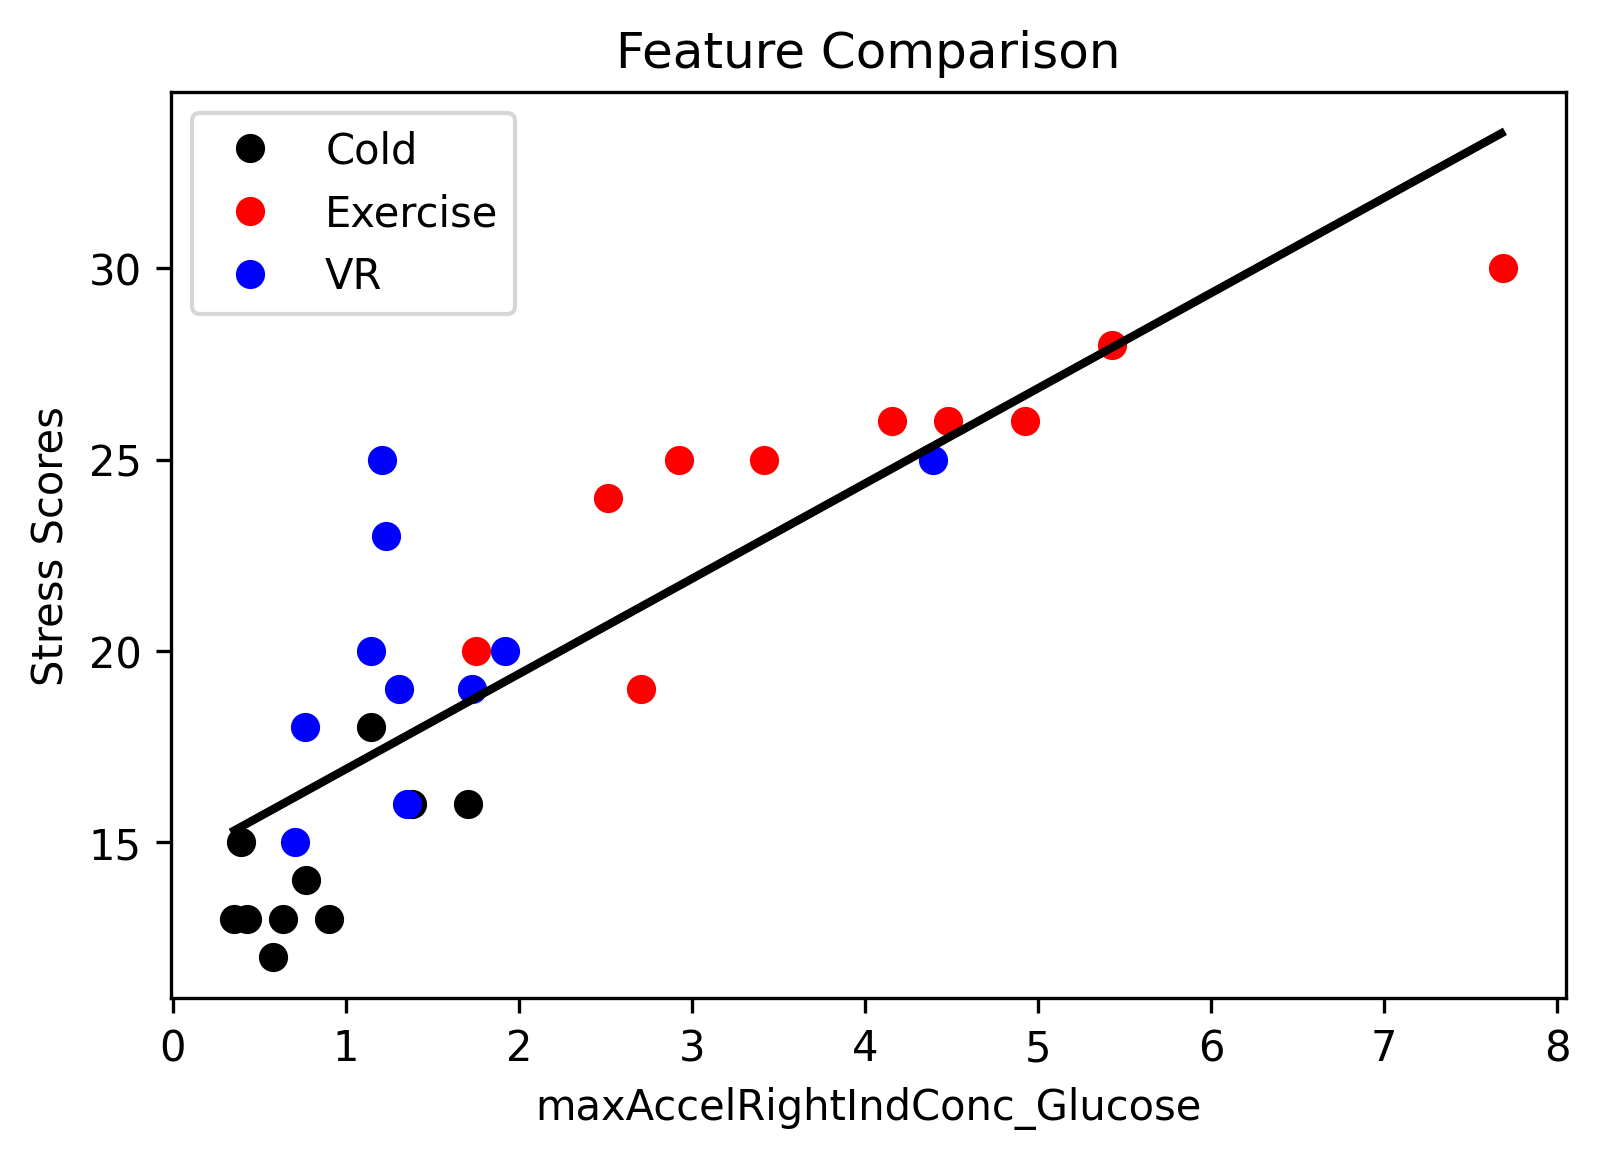 Feature Comparison
Cold
Exercise
VR
30
25
20
15
Stress Scores
0 1 2 3 4 5 6 7 8
maxAccelRightIndConc_Glucose